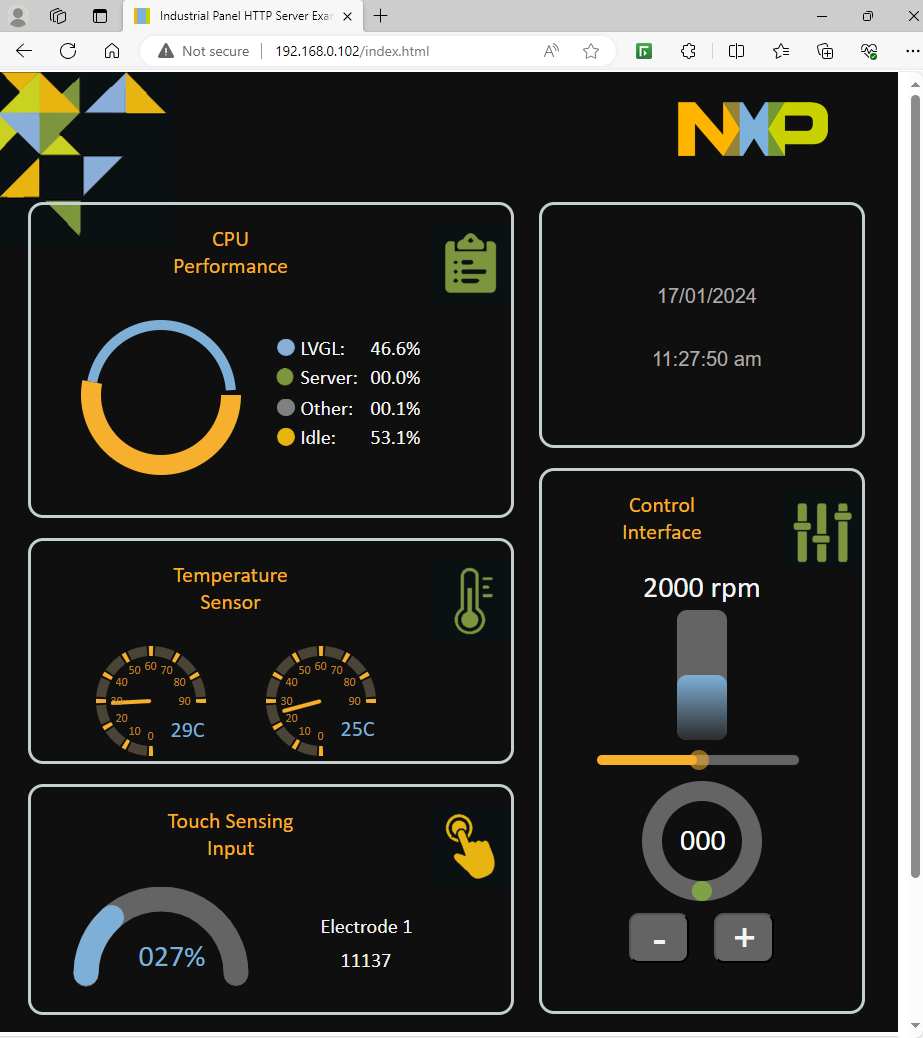 Industrial Panel HTTP Server Exar
Not secure
192.168.0.102/index.html
NXP
CPU
Performance
LVGL: 46.6%
Server: 00.0%
Other: 00.1%
Idle: 53.1%
17/01/2024
11:27:50 am
Temperature
Sensor
0 10 20 30 40 50 60 70 80 90
29C
0 10 20 30 40 50 60 70 80 90
25C
Touch Sensing
Input
027%
Electrode 1
11137
Control
Interface
2000 rpm
000
- +